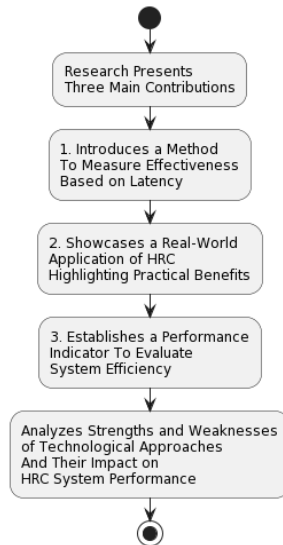 Research Presents
Three Main Contributions
1. Introduces a Method
To Measure Effectiveness
Based on Latency
2. Showcases a Real-World
Application of HRC
Highlighting Practical Benefits
3. Establishes a Performance
Indicator To Evaluate
System Efficiency
Analyzes Strengths and Weaknesses
of Technological Approaches
And Their Impact on
HRC System Performance